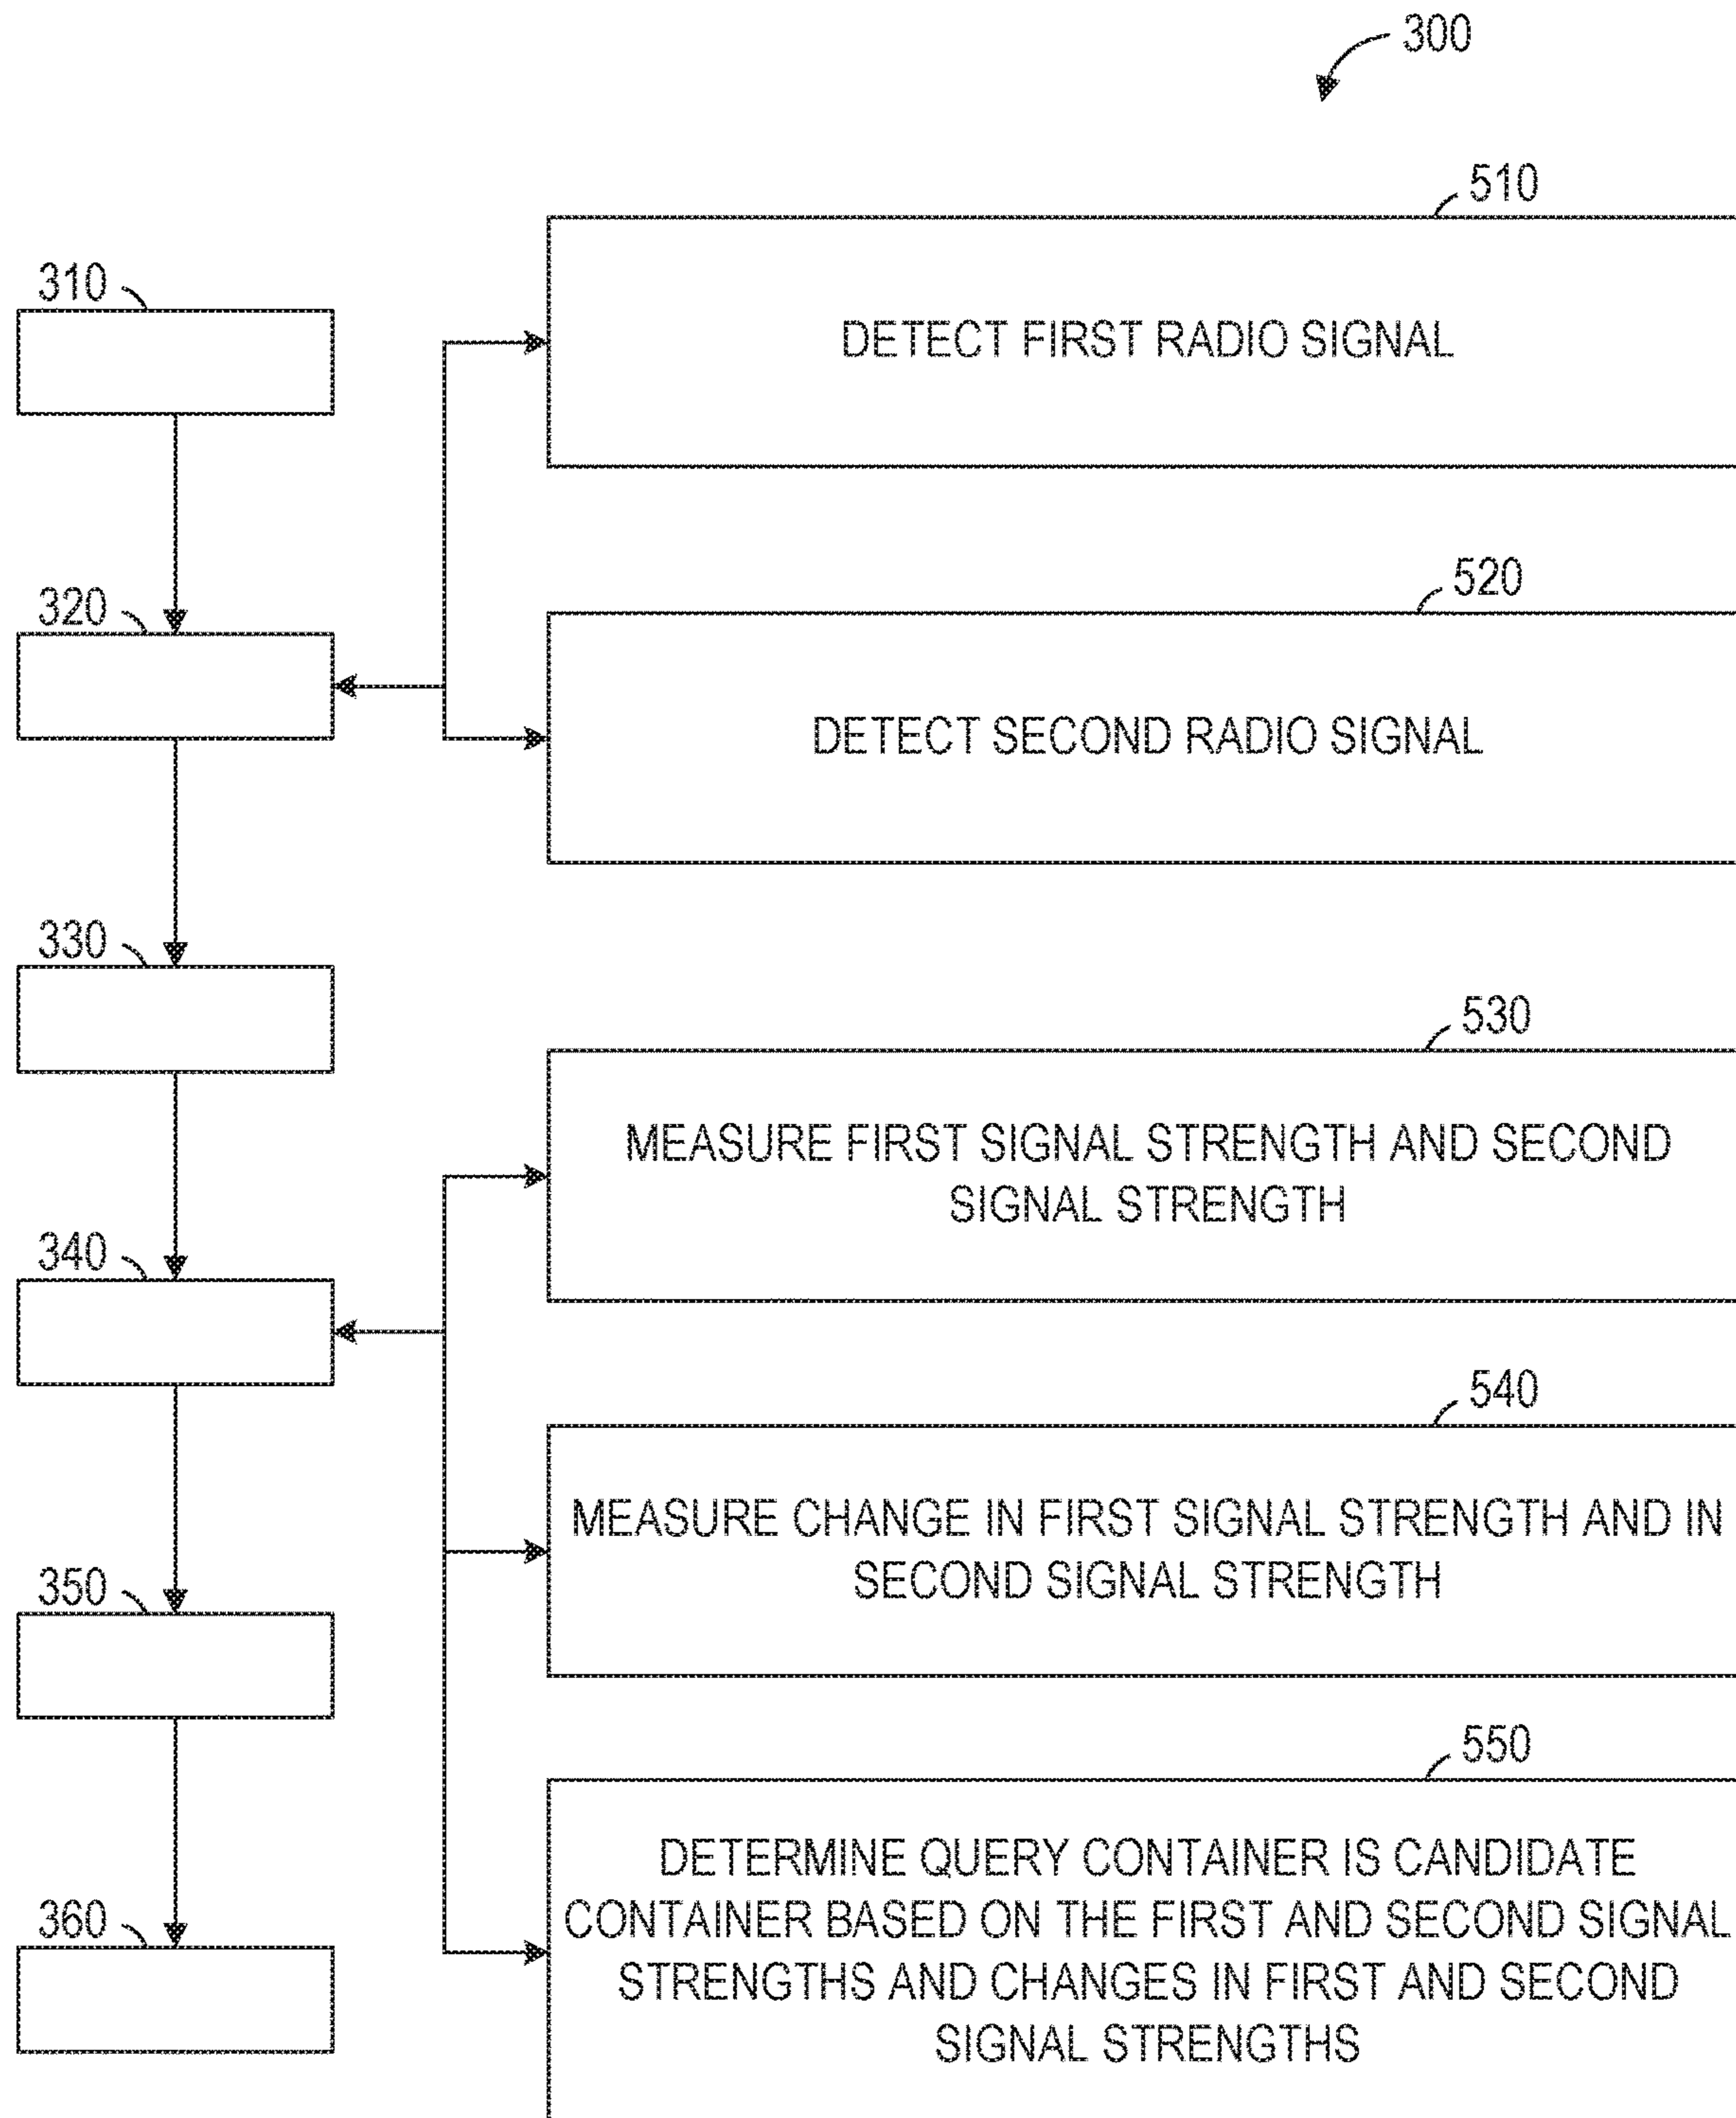 300
510
310
DETECT FIRST RADIO SIGNAL
520
320
DETECT SECOND RADIO SIGNAL
330
530
MEASURE FIRST SIGNAL STRENGTH AND SECOND
SIGNAL STRENGTH
340
540
MEASURE CHANGE IN FIRST SIGNAL STRENGTH AND IN
SECOND SIGNAL STRENGTH
350
550
DETERMINE QUERY CONTAINER IS CANDIDATE
CONTAINER BASED ON THE FIRST AND SECOND SIGNAL
STRENGTHS AND CHANGES IN FIRST AND SECOND
SIGNAL STRENGTHS
360